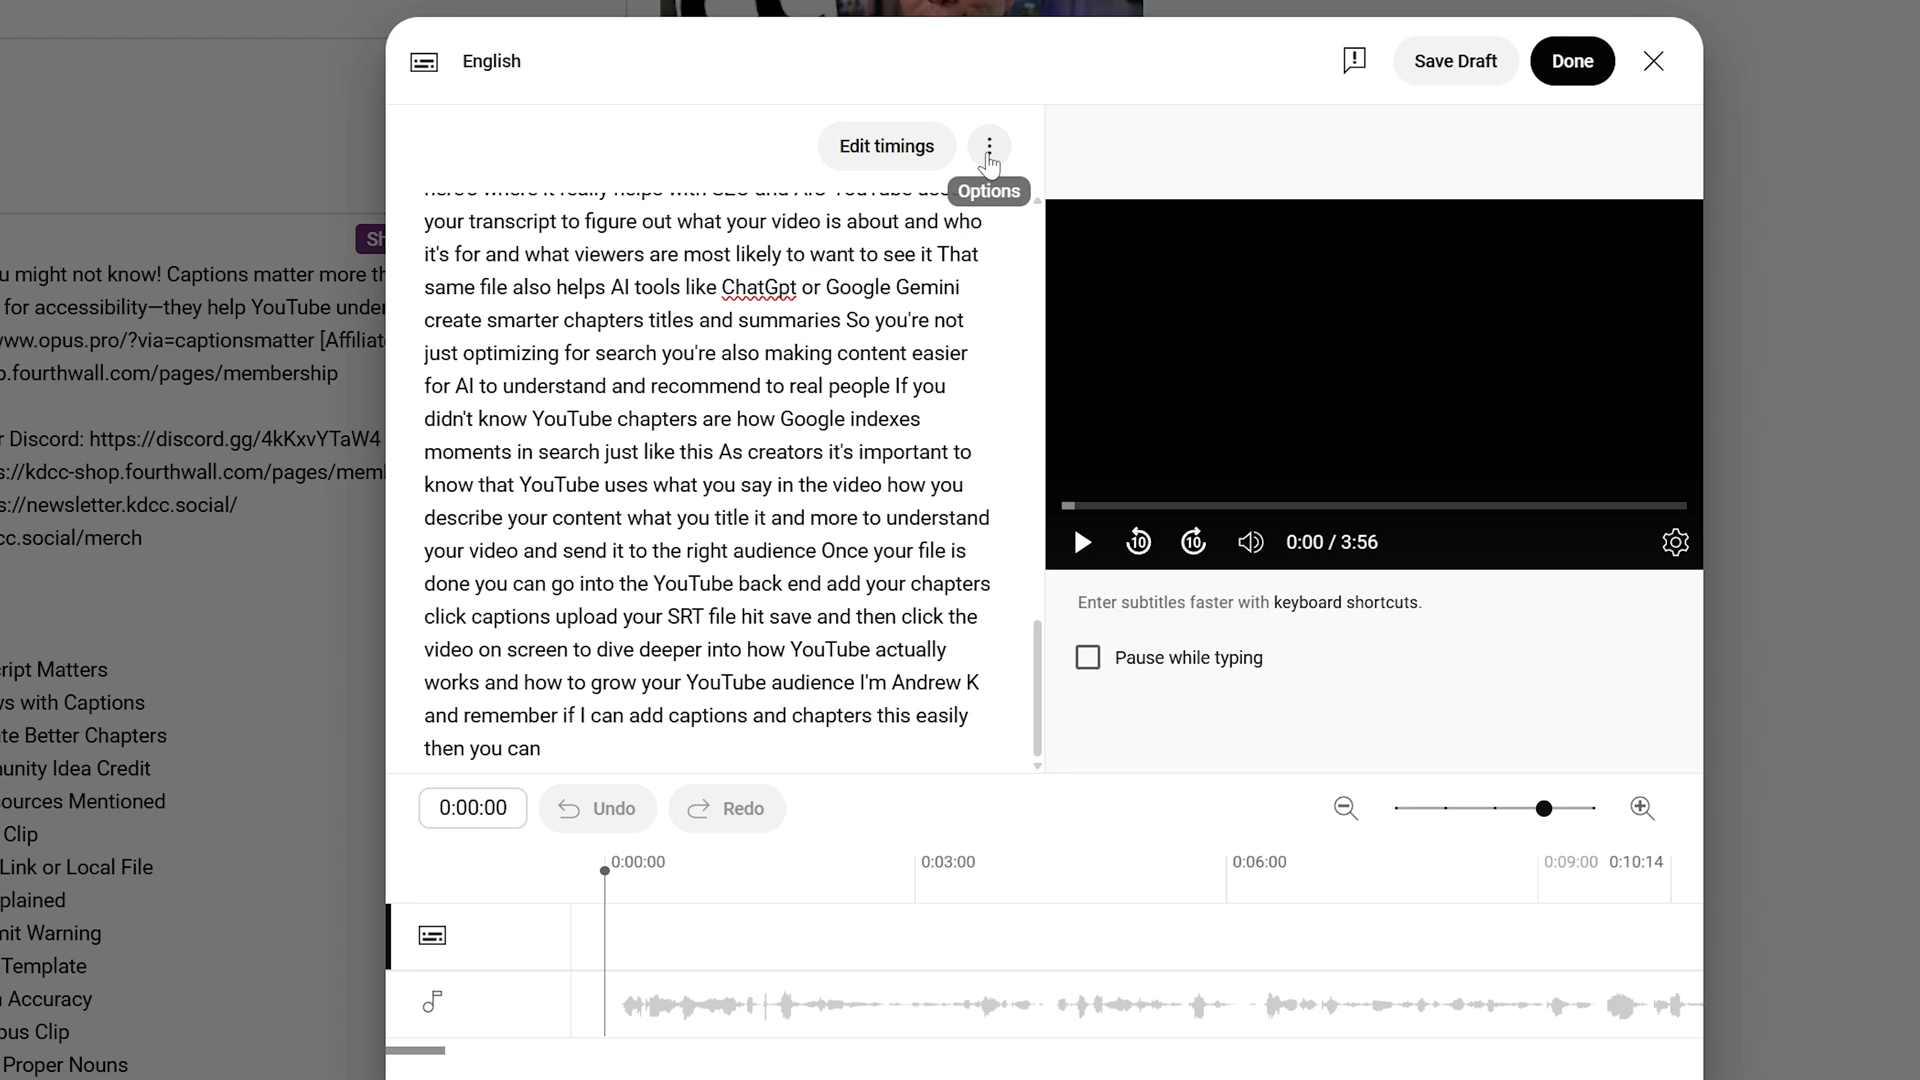 English
Save Draft
Done
Edit timings
Options
your transcript to figure out what your video is about and who
it's for and what viewers are most likely to want to see it That
same file also helps AI tools like ChatGpt or Google Gemini
create smarter chapters titles and summaries So you're not
just optimizing for search you're also making content easier
for AI to understand and recommend to real people If you
didn't know YouTube chapters are how Google indexes
moments in search just like this As creators it's important to
know that YouTube uses what you say in the video how you
describe your content what you title it and more to understand
your video and send it to the right audience Once your file is
done you can go into the YouTube back end add your chapters
click captions upload your SRT file hit save and then click the
video on screen to dive deeper into how YouTube actually
works and how to grow your YouTube audience I'm Andrew K
and remember if I can add captions and chapters this easily
then you can
10
10
0:00 / 3:56
Enter subtitles faster with keyboard shortcuts.
Pause while typing
0:00:00
Undo
Redo
0:00:00
0:03:00
0:06:00
0:09:00
0:10:14
Sh
u might not know! Captions matter more th
for accessibility—they help YouTube under
www.opus.pro/?via=captionsmatter [Affiliat
p.fourthwall.com/pages/membership
r Discord: https://discord.gg/4kKxvYTaW4
s://kdcc-shop.fourthwall.com/pages/mem
s://newsletter.kdcc.social/
cc.social/merch
ript Matters
s with Captions
te Better Chapters
unity Idea Credit
ources Mentioned
Clip
Link or Local File
plained
mit Warning
Template
Accuracy
pus Clip
Proper Nouns